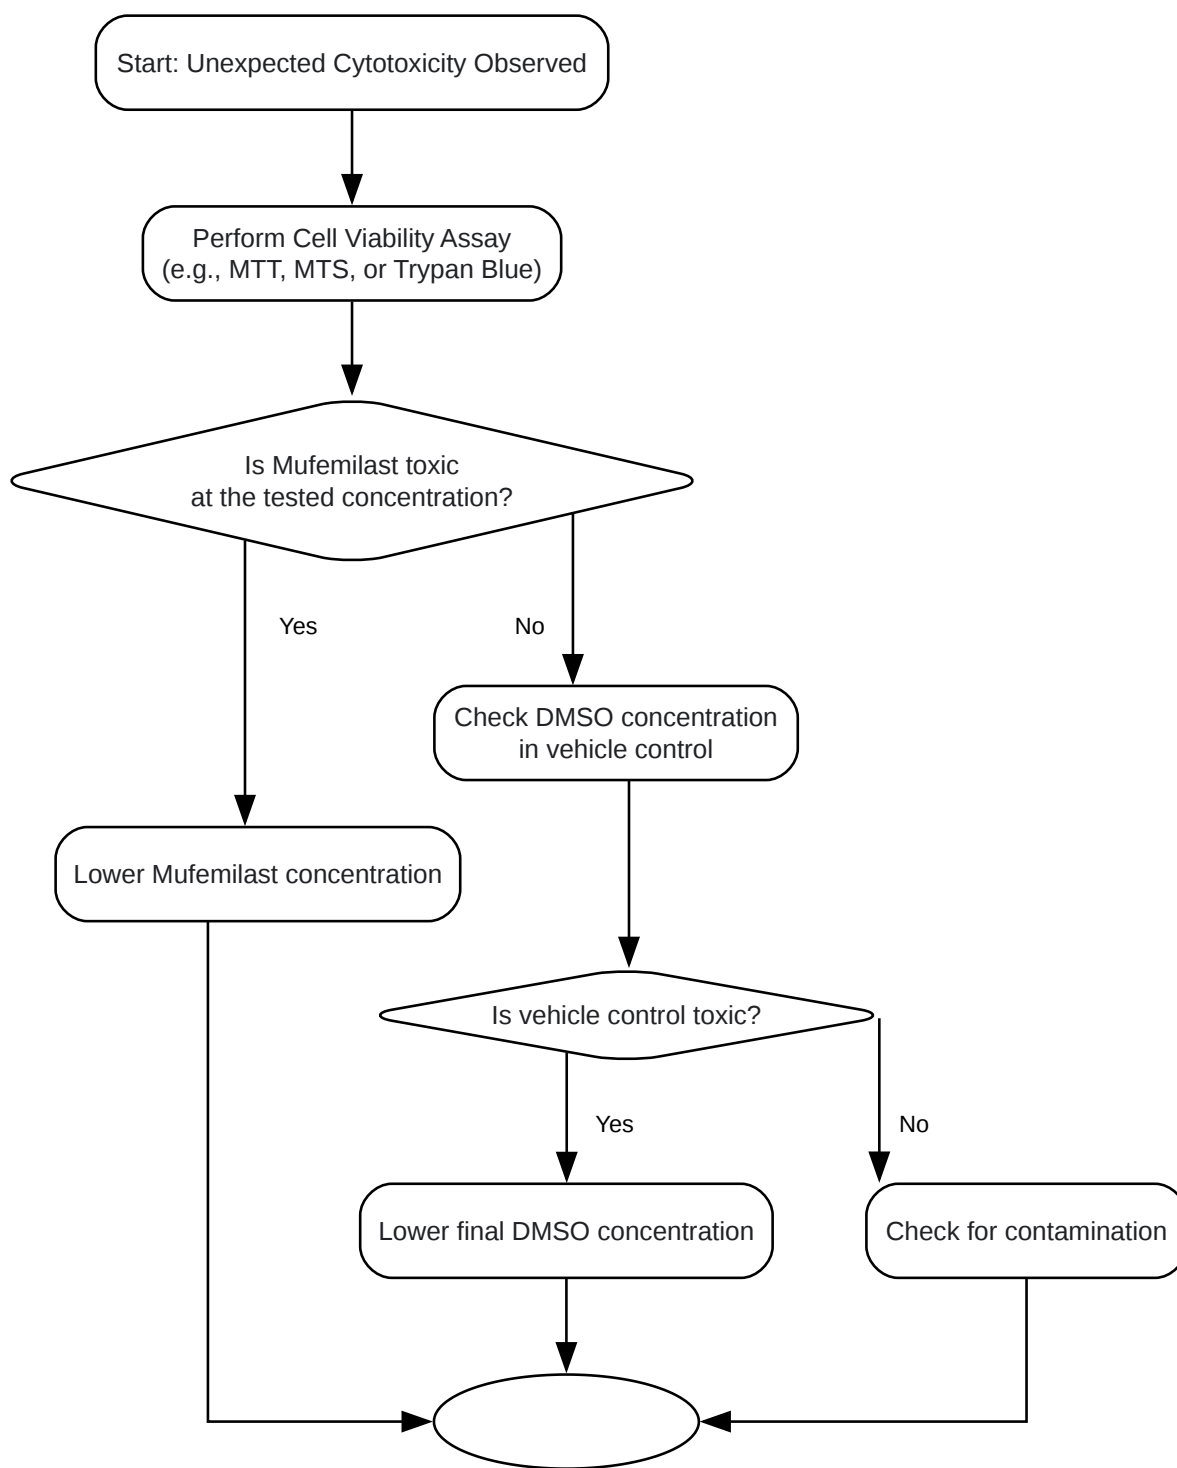 Start: Unexpected Cytotoxicity Observed
Perform Cell Viability Assay
(e.g., MTT, MTS, or Trypan Blue)
Is Mufemilast toxic
at the tested concentration?
Yes
No
Check DMSO concentration
in vehicle control
Lower Mufemilast concentration
Is vehicle control toxic?
Yes
No
Lower final DMSO concentration
Check for contamination